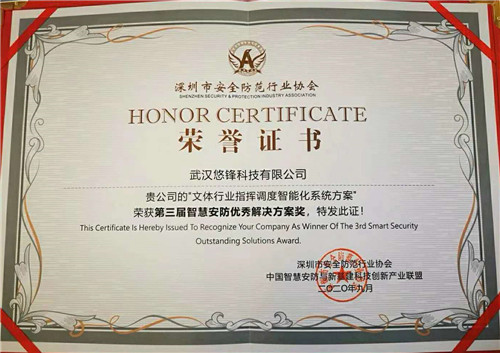 深圳市安全防范行业协会
SHENZHEN SECURITY & PROTECTION INDUSTRY ASSOCIATION
HONOR CERTIFICATE
荣誉证书
武汉悠锋科技有限公司
贵公司的"文体行业指挥调度智能化系统方案"
荣获第三届智慧安防优秀解决方案奖，特发此证！
This Certificate Is Hereby Issued To Recognize Your Company As Winner Of The 3rd Smart Security
Outstanding Solutions Award.
深圳市安全防范行业协会
中国智慧安防与新基建科技创新产业联盟
二〇二〇年九月